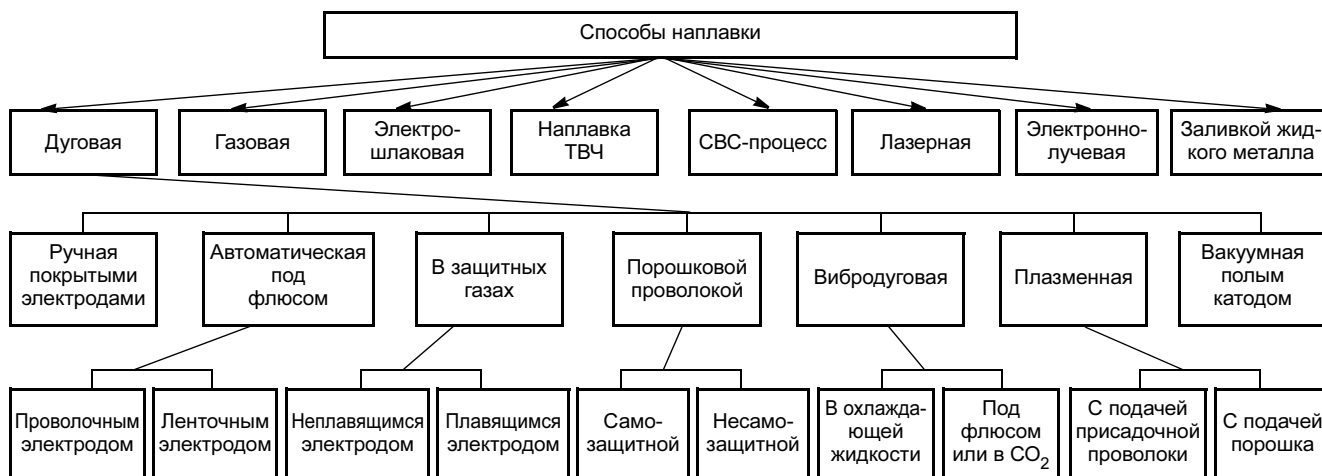 Способы наплавки
Дуговая
Газовая
Электро-
шлаковая
Наплавка
ТВЧ
СВС-процесс
Лазерная
Электронно-
лучевая
Заливкой жид-
кого металла
Ручная
покрытыми
электродами
Автоматическая
под
флюсом
В защитных
газах
Порошковой
проволокой
Вибродуговая
Плазменная
Вакуумная
полым
катодом
Проволочным
электродом
Ленточным
электродом
Неплавящимся
электродом
Плавящимся
электродом
Само-
защитной
Несамо-
защитной
В охлажда-
ющей
жидкости
Под
флюсом
или в CO₂
С подачей
присадочной
проволоки
С подачей
порошка